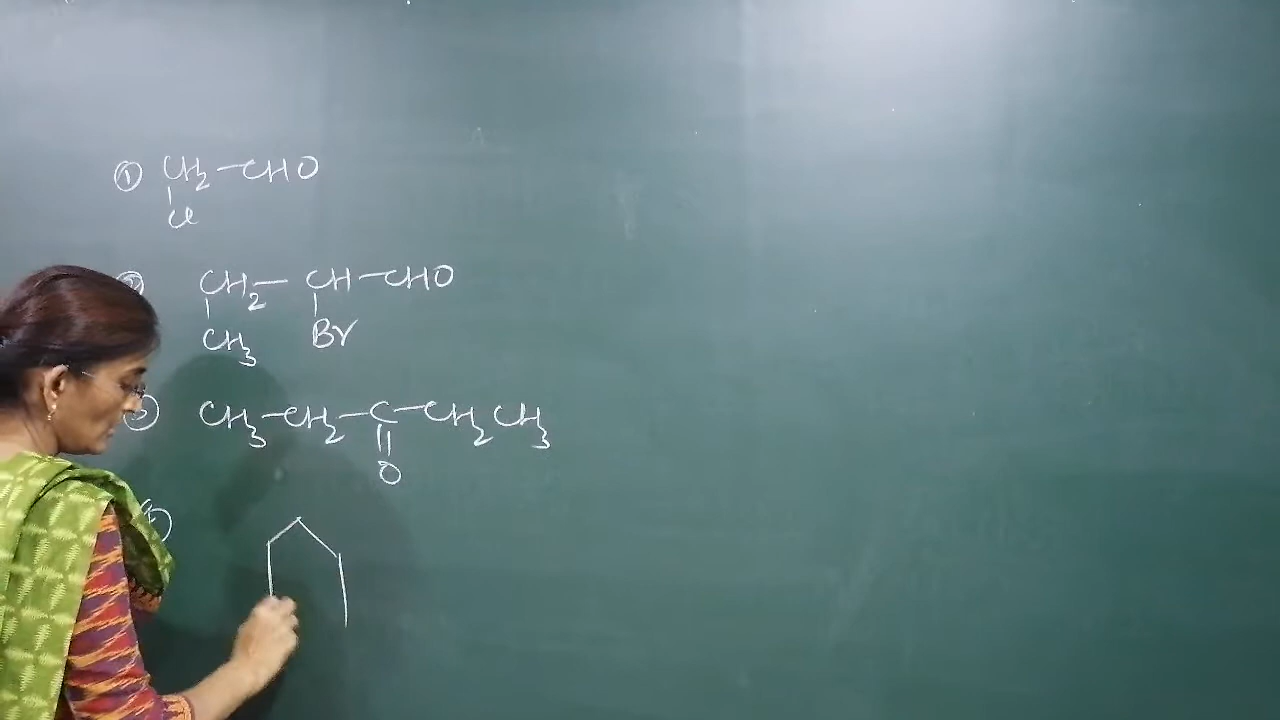 ① CH2-CHO
Cl
② CH2-CH-CHO
CH3 Br
③ CH3-CH2-C-CH2CH3
O
④